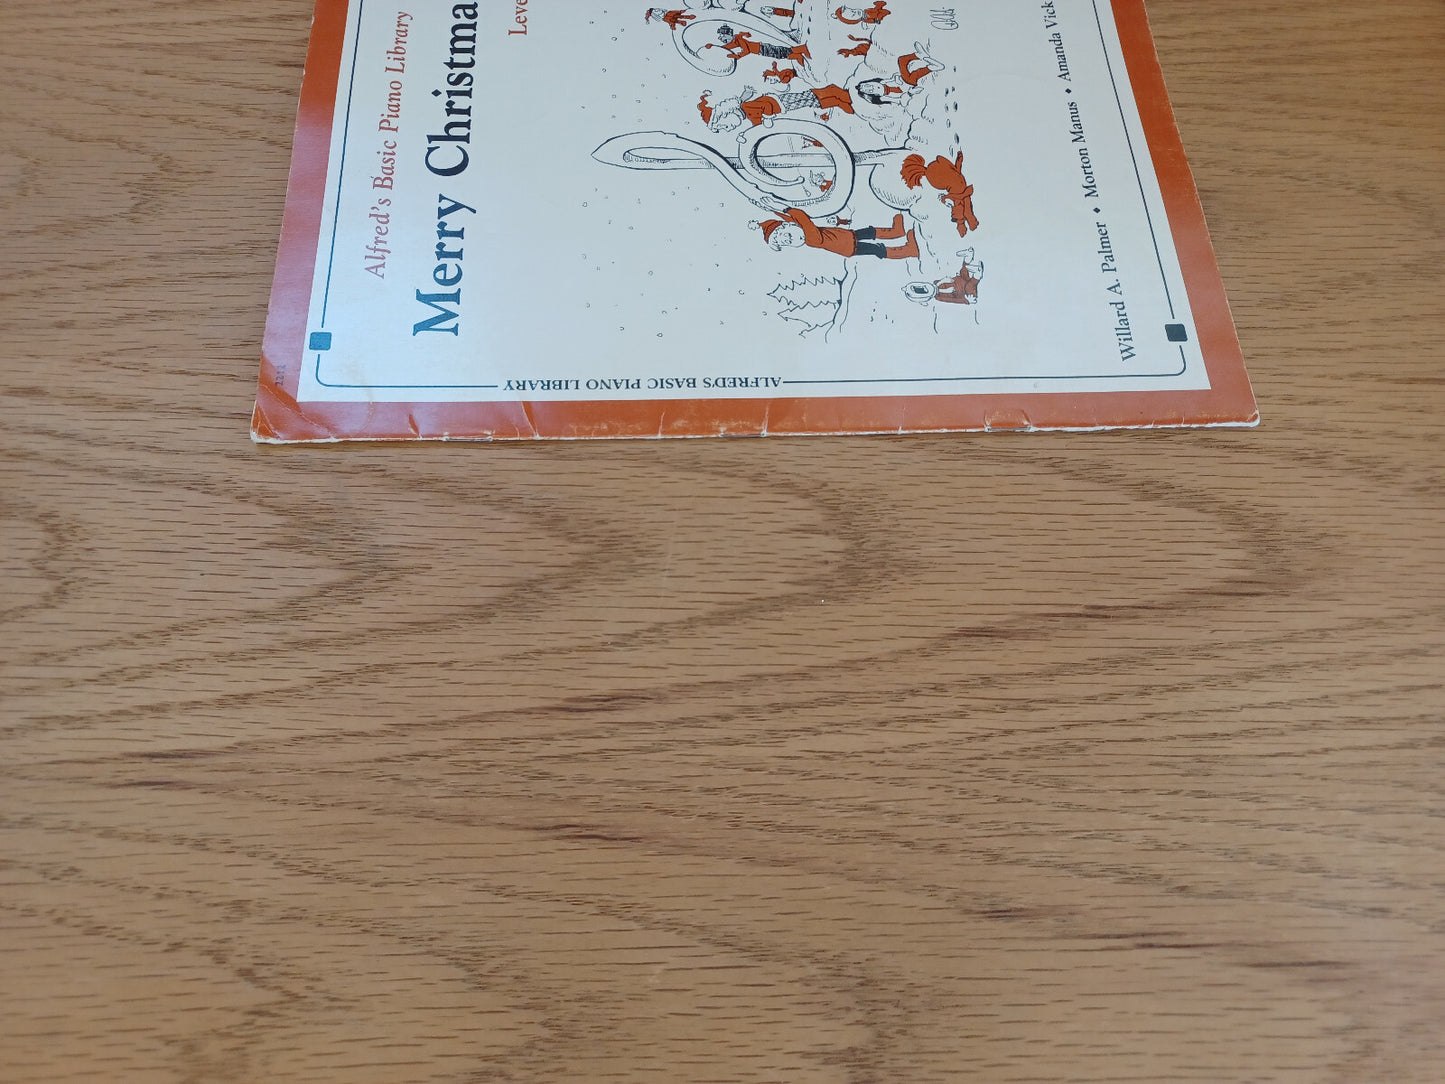 Alfred's Basic Piano Library
Merry Christma
Leve
Willard A. Palmer • Morton Manus • Amanda Vick
ALFRED'S BASIC PIANO LIBRARY